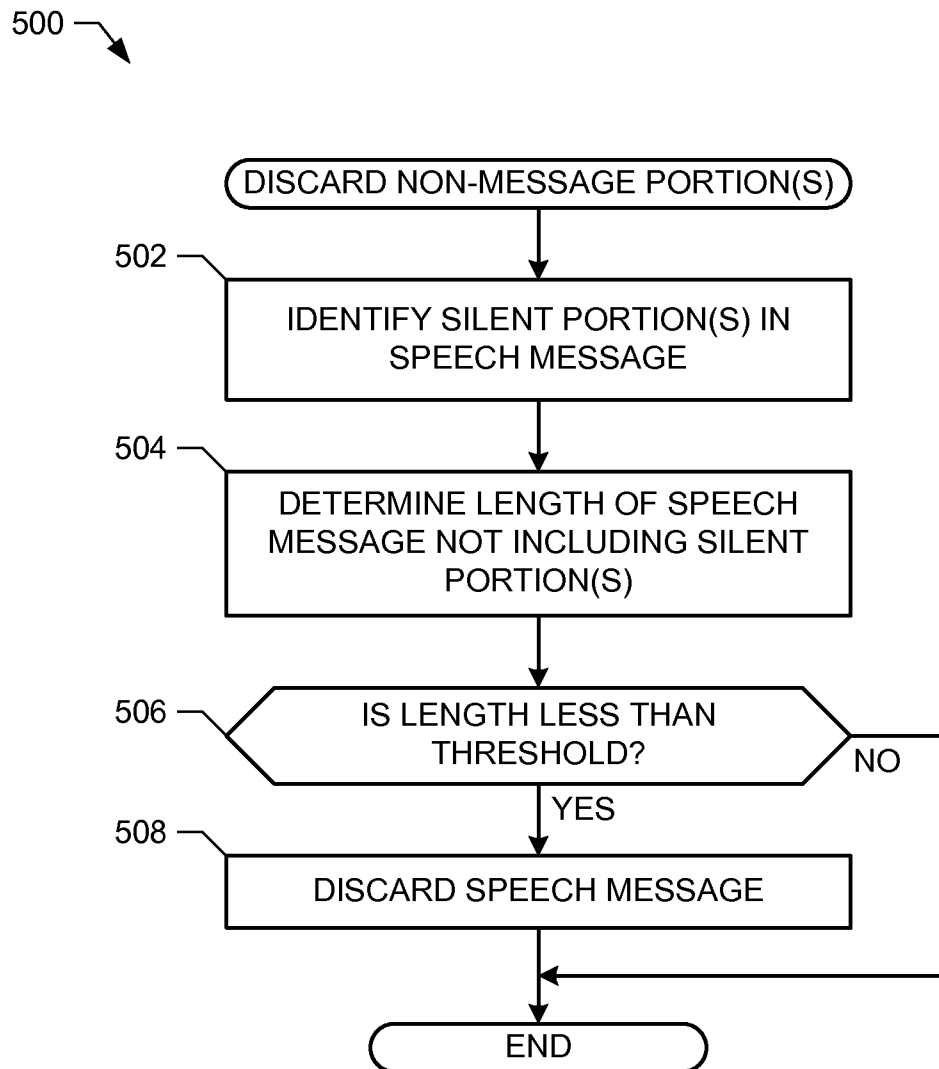 500
DISCARD NON-MESSAGE PORTION(S)
502
IDENTIFY SILENT PORTION(S) IN
SPEECH MESSAGE
504
DETERMINE LENGTH OF SPEECH
MESSAGE NOT INCLUDING SILENT
PORTION(S)
506
IS LENGTH LESS THAN
THRESHOLD?
NO
YES
508
DISCARD SPEECH MESSAGE
END